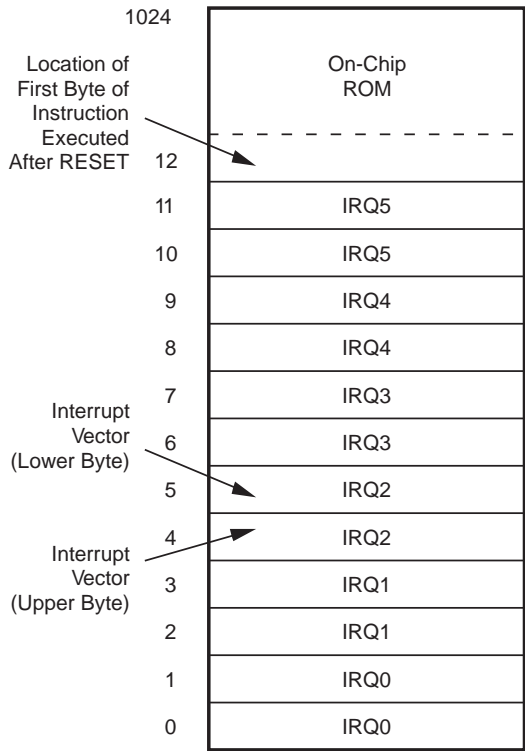 1024
Location of
First Byte of
Instruction
Executed
After RESET
On-Chip
ROM
12
11 IRQ5
10 IRQ5
9 IRQ4
8 IRQ4
7 IRQ3
Interrupt
Vector
(Lower Byte)
6 IRQ3
5 IRQ2
4 IRQ2
Interrupt
Vector
(Upper Byte)
3 IRQ1
2 IRQ1
1 IRQ0
0 IRQ0